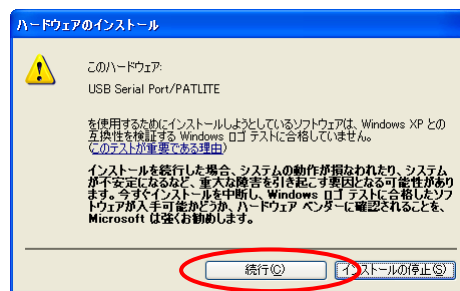 ハードウェアのインストール
このハードウェア:
USB Serial Port/PATLITE
を使用するためにインストールしようとしているソフトウェアは、Windows XP との
互換性を検証する Windows ロゴ テストに合格していません。
(このテストが重要である理由)
インストールを続行した場合、システムの動作が損なわれたり、システム
が不安定になるなど、重大な障害を引き起こす要因となる可能性があり
ます。今すぐインストールを中断し、Windows ロゴ テストに合格したソフ
トウェアが入手可能かどうか、ハードウェア ベンダーに確認されることを、
Microsoft は強くお勧めします。
続行(C) インストールの停止(S)